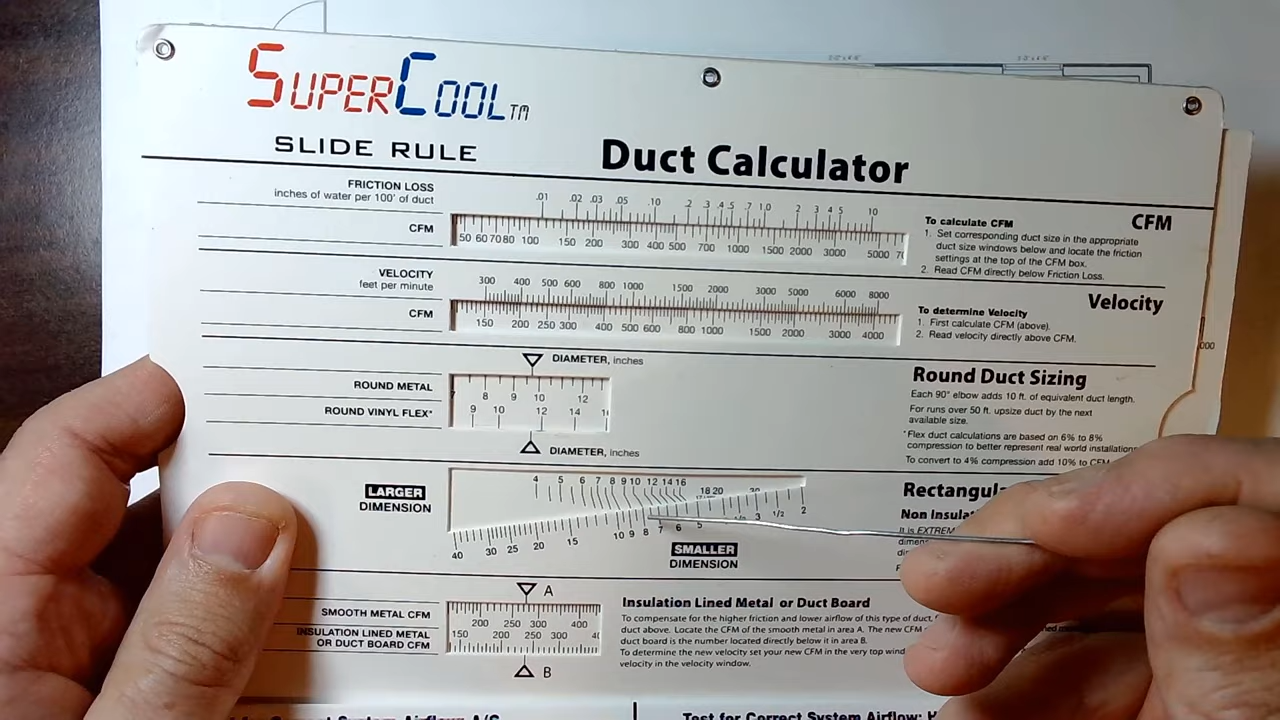 SUPERCOOL TM
SLIDE RULE
Duct Calculator
FRICTION LOSS
inches of water per 100' of duct
.01 .02 .03 .05 .10 .2 .3 .4 .5 .7 1.0 2 3 4 5 10
CFM
50 60 70 80 100 150 200 300 400 500 700 1000 1500 2000 3000 5000
To calculate CFM
CFM
1. Set corresponding duct size in the appropriate
duct size windows below and locate the friction
settings at the top of the CFM box.
2. Read CFM directly below Friction Loss.
VELOCITY
feet per minute
300 400 500 600 800 1000 1500 2000 3000 5000 6000 8000
CFM
150 200 250 300 400 500 600 800 1000 1500 2000 3000 4000
Velocity
To determine Velocity
1. First calculate CFM (above).
2. Read velocity directly above CFM.
000
DIAMETER, inches
ROUND METAL
7 8 9 10 12
ROUND VINYL FLEX*
9 10 12 14
DIAMETER, inches
Round Duct Sizing
Each 90° elbow adds 10 ft. of equivalent duct length.
For runs over 50 ft. upsize duct by the next
available size.
*Flex duct calculations are based on 6% to 8%
compression to better represent real world installations
To convert to 4% compression add 10% to CFM
LARGER
DIMENSION
4 5 6 7 8 9 10 12 14 16 18 20
40 30 25 20 15 10 9 8 7 6 5 3 1/2 2
SMALLER
DIMENSION
It is EXTREM
SMOOTH METAL CFM
INSULATION LINED METAL
OR DUCT BOARD CFM
A
200 250 300 400
150 200 250 300
B
Insulation Lined Metal or Duct Board
To compensate for the higher friction and lower airflow of this type of duct,
duct above. Locate the CFM of the smooth metal in area A. The new CFM
duct board is the number located directly below it in area B.
To determine the new velocity set your new CFM in the very top wind
velocity in the velocity window.
for Correct System Airflow: A/C
Test for Correct System Airflow: H